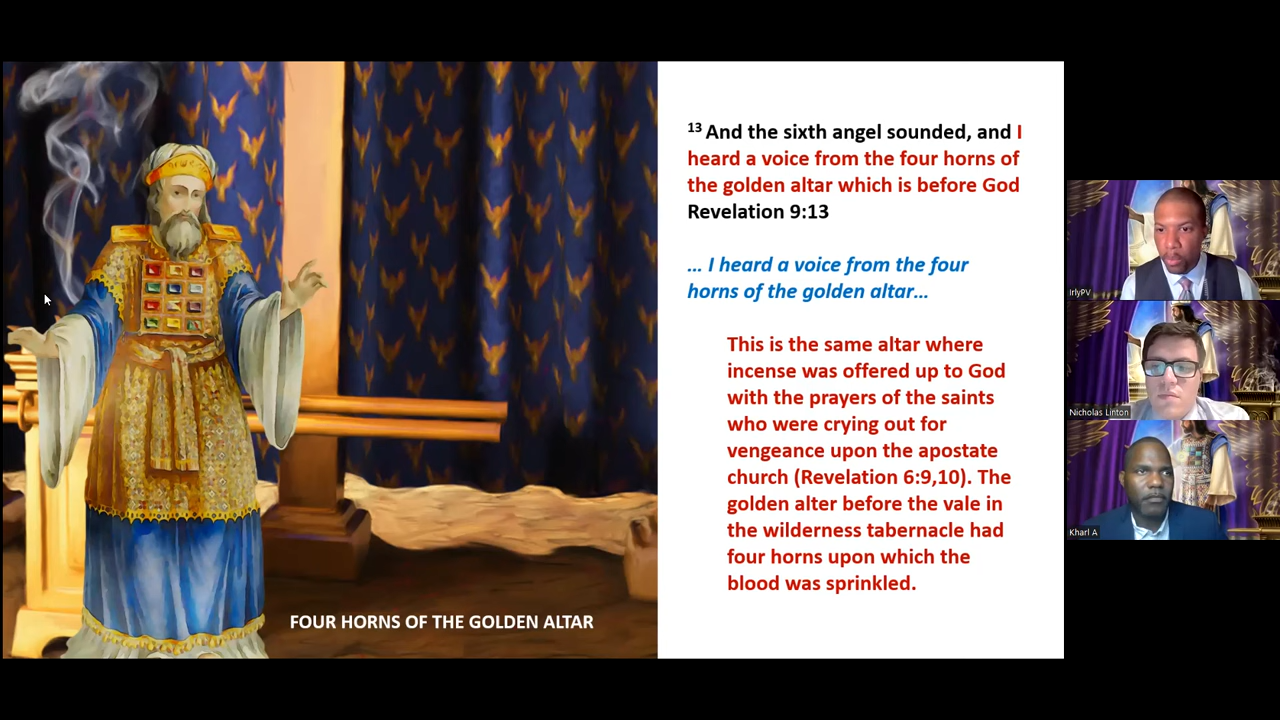 FOUR HORNS OF THE GOLDEN ALTAR
13 And the sixth angel sounded, and I
heard a voice from the four horns of
the golden altar which is before God
Revelation 9:13
... I heard a voice from the four
horns of the golden altar...
This is the same altar where
incense was offered up to God
with the prayers of the saints
who were crying out for
vengeance upon the apostate
church (Revelation 6:9,10). The
golden alter before the vale in
the wilderness tabernacle had
four horns upon which the
blood was sprinkled.
IrlyPV
Nicholas Linton
Kharl A